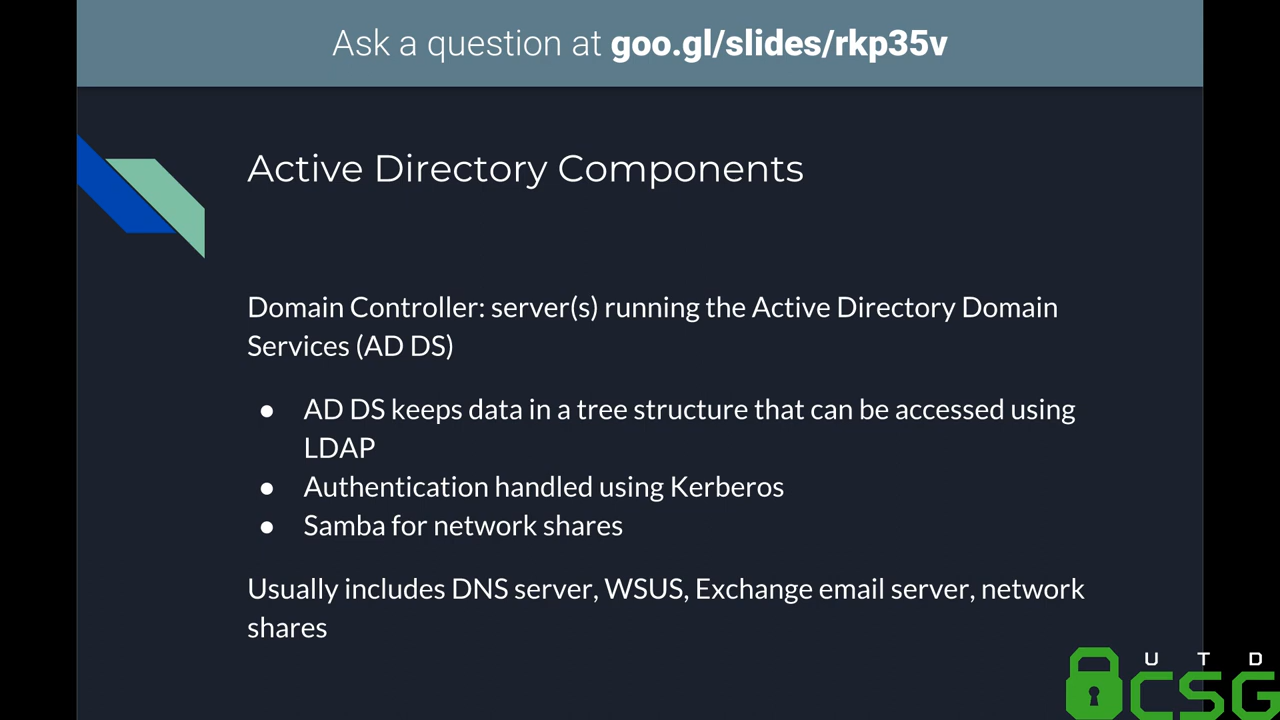 Ask a question at goo.gl/slides/rkp35v
Active Directory Components
Domain Controller: server(s) running the Active Directory Domain
Services (AD DS)
● AD DS keeps data in a tree structure that can be accessed using
LDAP
● Authentication handled using Kerberos
● Samba for network shares
Usually includes DNS server, WSUS, Exchange email server, network
shares
U T D
CSG